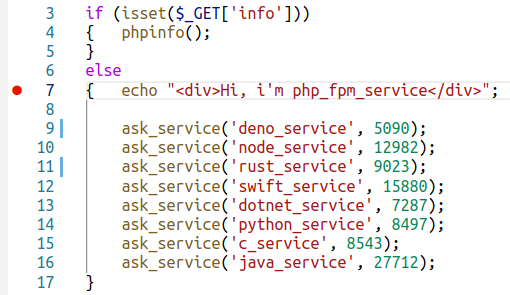 3 if (isset($_GET['info']))
4 {   phpinfo();
5 }
6 else
7 {   echo "<div>Hi, i'm php_fpm_service</div>";
8
9     ask_service('deno_service', 5090);
10     ask_service('node_service', 12982);
11     ask_service('rust_service', 9023);
12     ask_service('swift_service', 15880);
13     ask_service('dotnet_service', 7287);
14     ask_service('python_service', 8497);
15     ask_service('c_service', 8543);
16     ask_service('java_service', 27712);
17 }